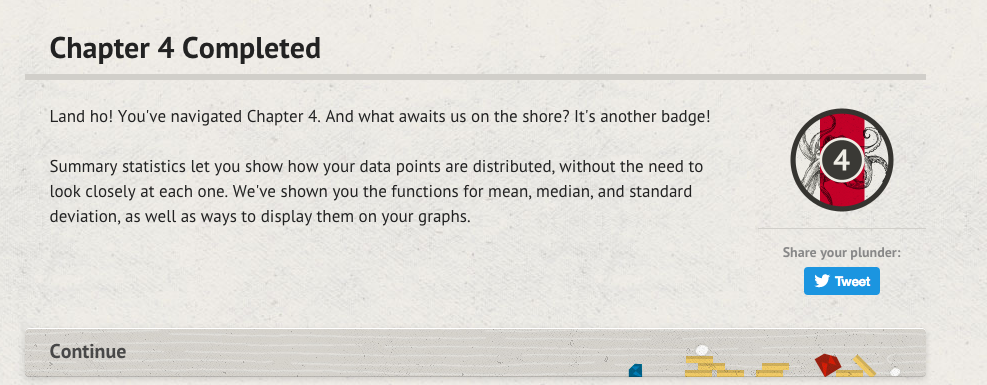 Chapter 4 Completed
Land ho! You've navigated Chapter 4. And what awaits us on the shore? It's another badge!
4
Summary statistics let you show how your data points are distributed, without the need to
look closely at each one. We've shown you the functions for mean, median, and standard
deviation, as well as ways to display them on your graphs.
Share your plunder:
Tweet
Continue